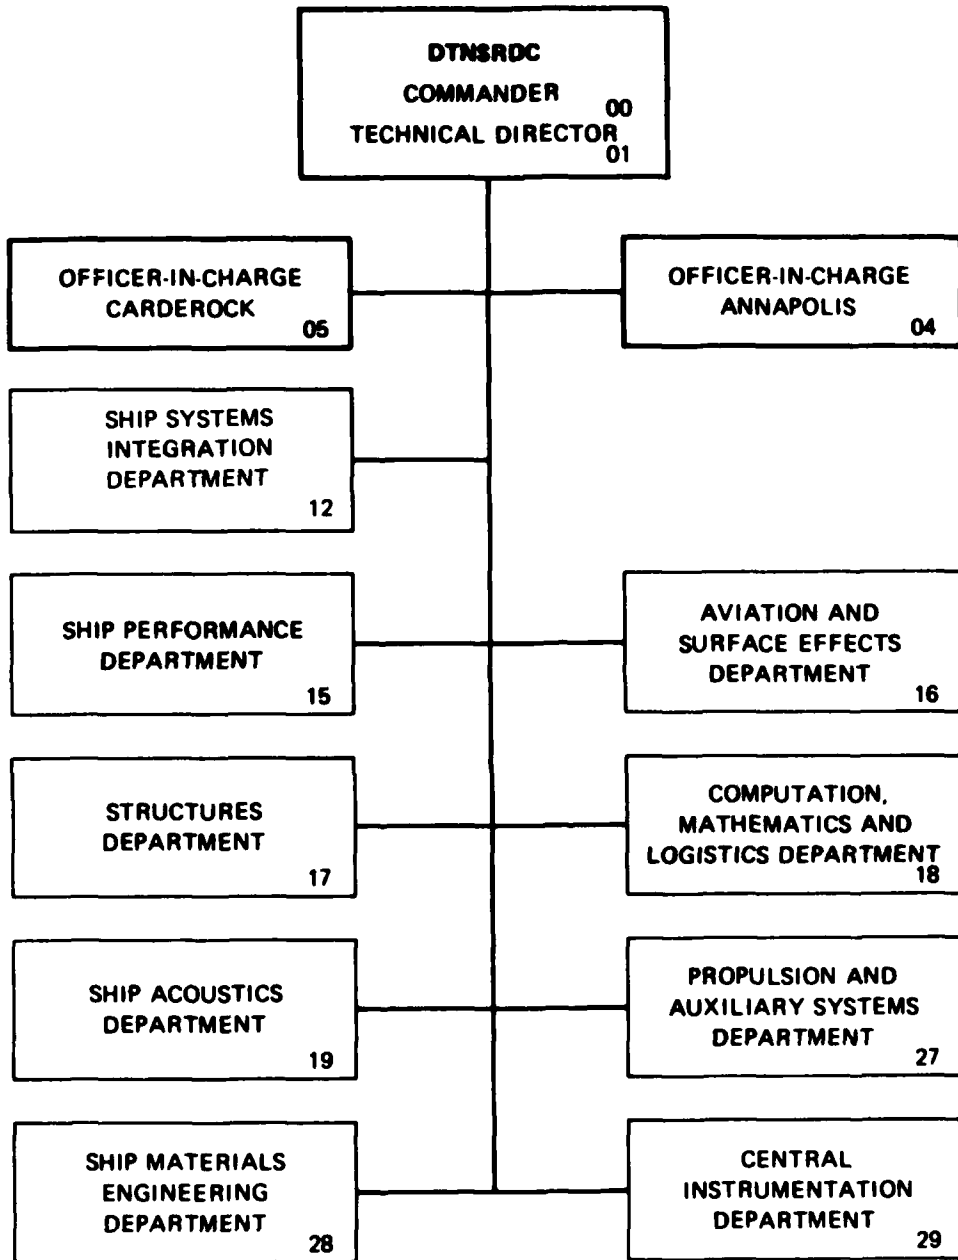 DTNSRDC
COMMANDER
00
TECHNICAL DIRECTOR
01
OFFICER-IN-CHARGE
CARDEROCK
05
OFFICER-IN-CHARGE
ANNAPOLIS
04
SHIP SYSTEMS
INTEGRATION
DEPARTMENT
12
SHIP PERFORMANCE
DEPARTMENT
15
AVIATION AND
SURFACE EFFECTS
DEPARTMENT
16
STRUCTURES
DEPARTMENT
17
COMPUTATION,
MATHEMATICS AND
LOGISTICS DEPARTMENT
18
SHIP ACOUSTICS
DEPARTMENT
19
PROPULSION AND
AUXILIARY SYSTEMS
DEPARTMENT
27
SHIP MATERIALS
ENGINEERING
DEPARTMENT
28
CENTRAL
INSTRUMENTATION
DEPARTMENT
29